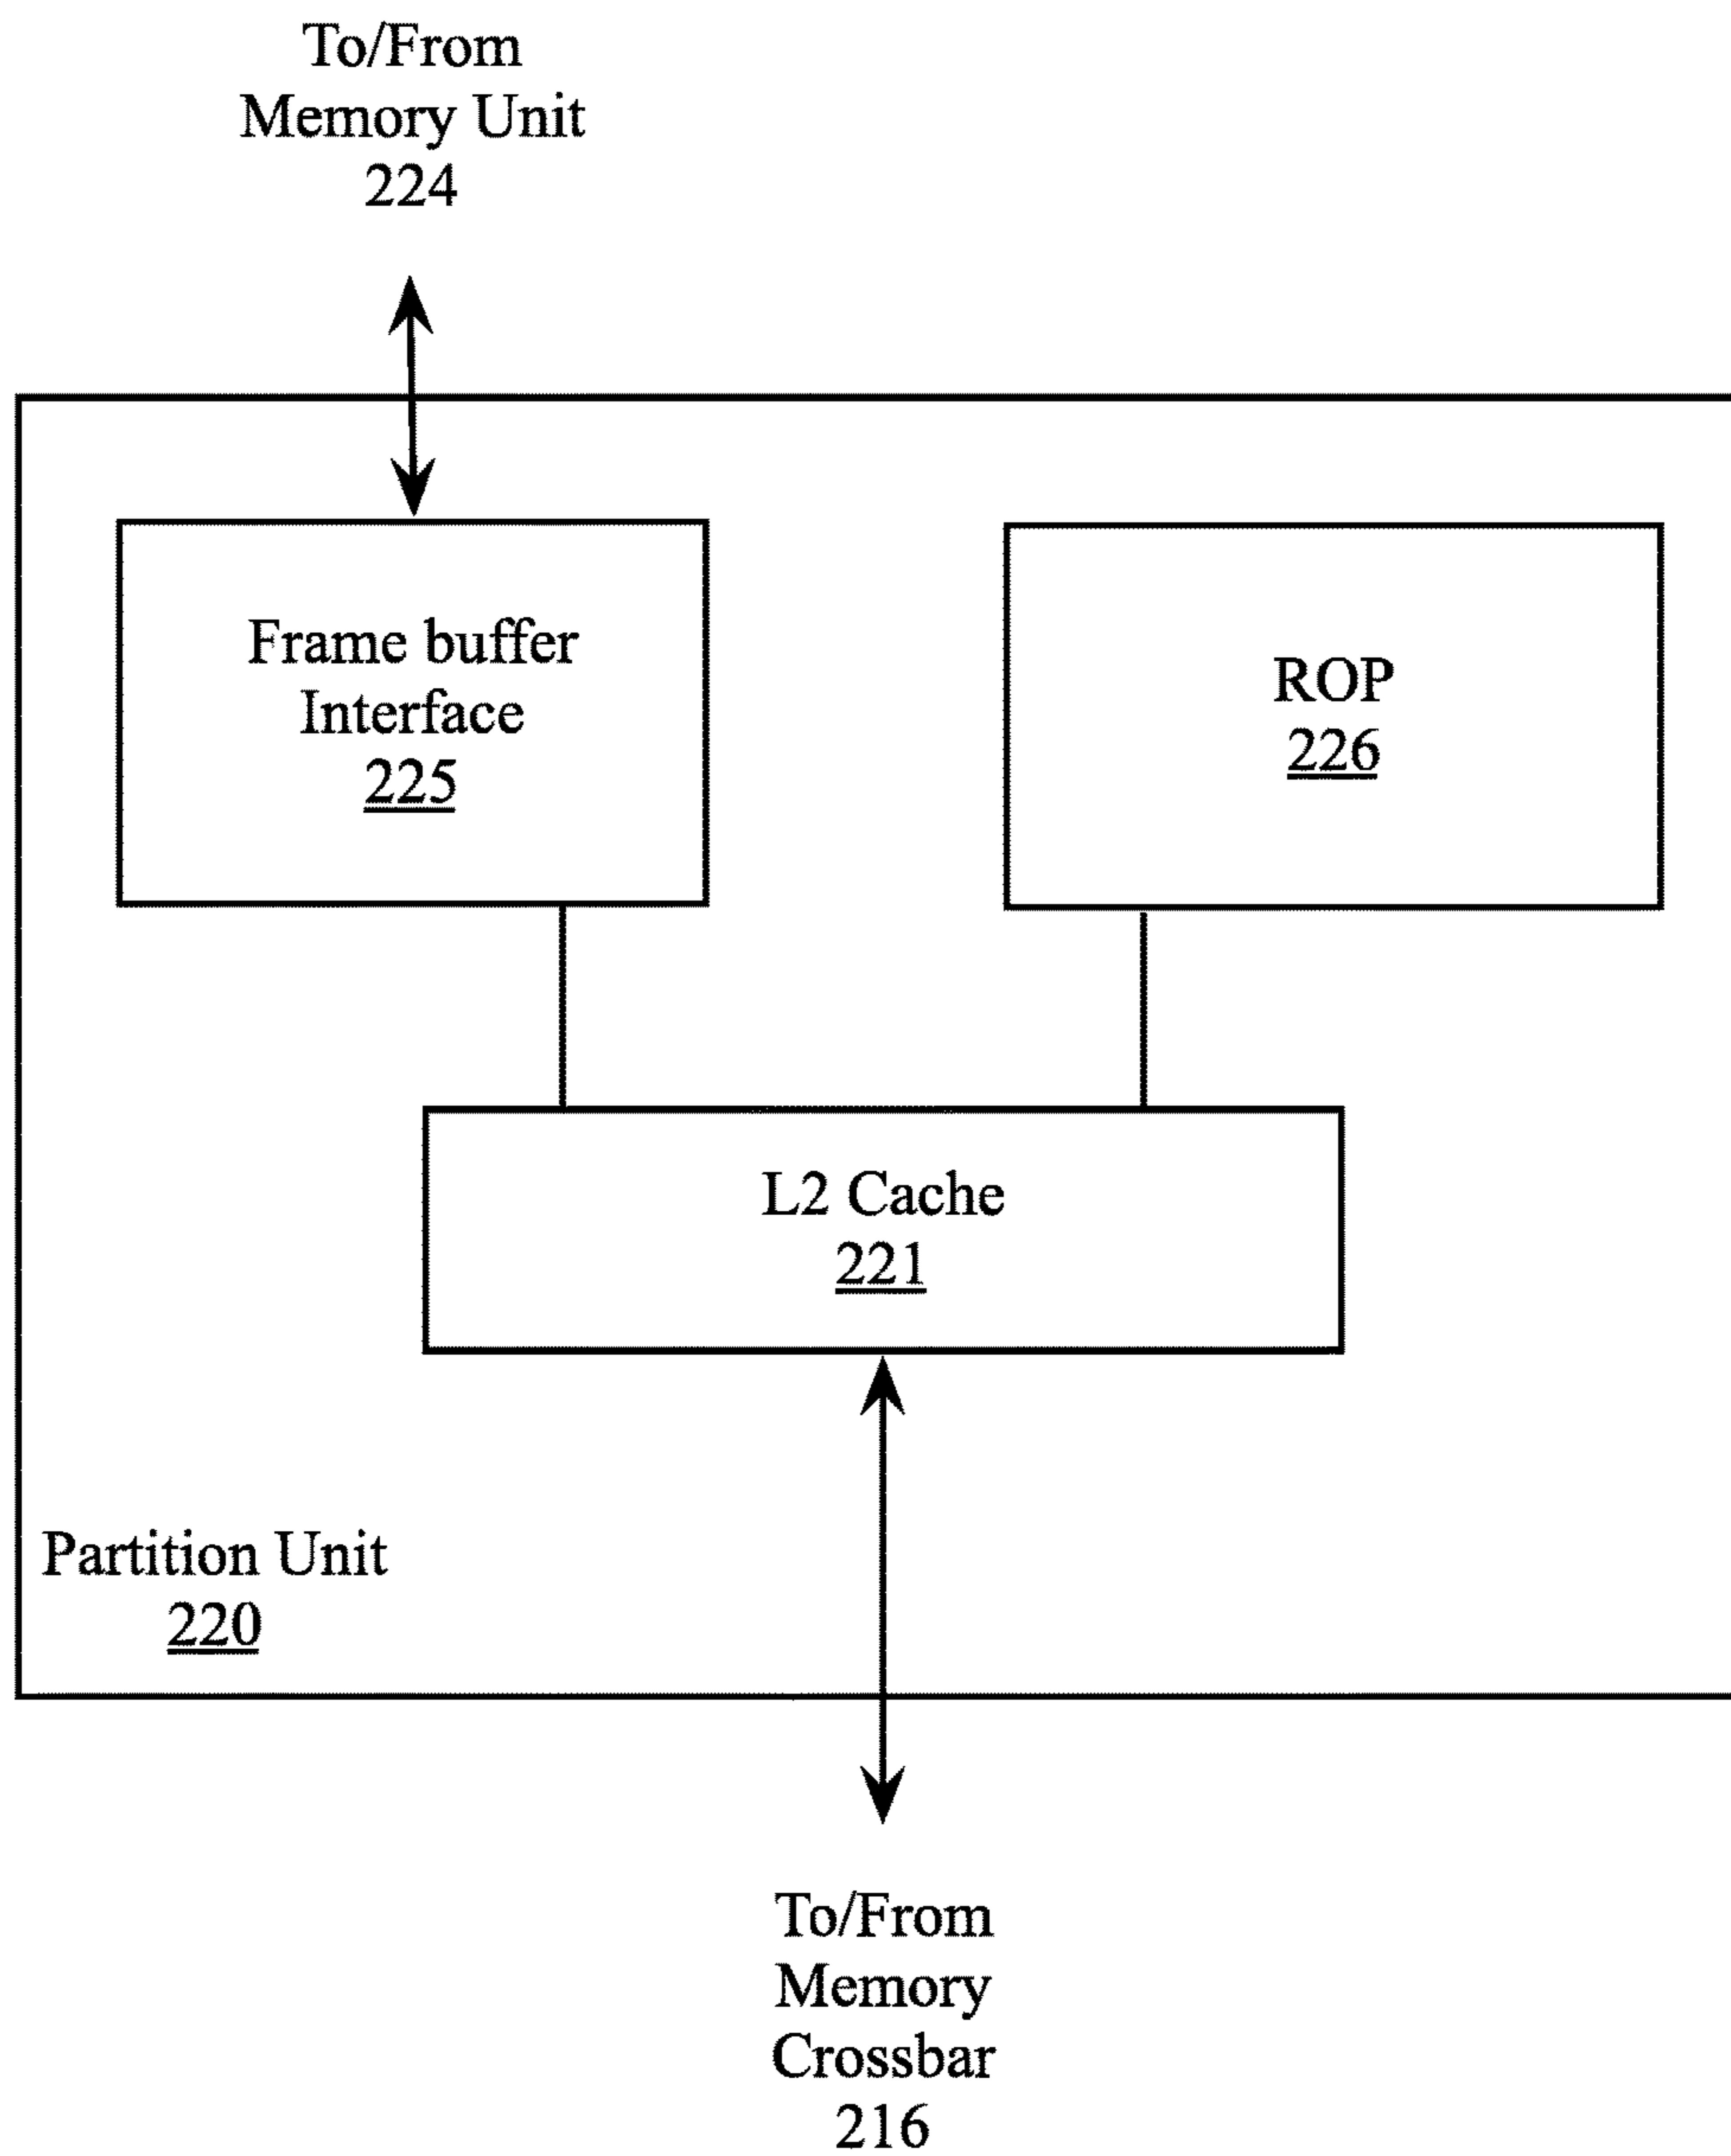 To/From
Memory Unit
224
Frame buffer
Interface
225
ROP
226
L2 Cache
221
Partition Unit
220
To/From
Memory
Crossbar
216